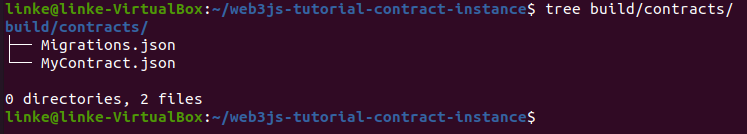 linke@linke-VirtualBox:~/web3js-tutorial-contract-instance$ tree build/contracts/
build/contracts/
├── Migrations.json
└── MyContract.json

0 directories, 2 files
linke@linke-VirtualBox:~/web3js-tutorial-contract-instance$